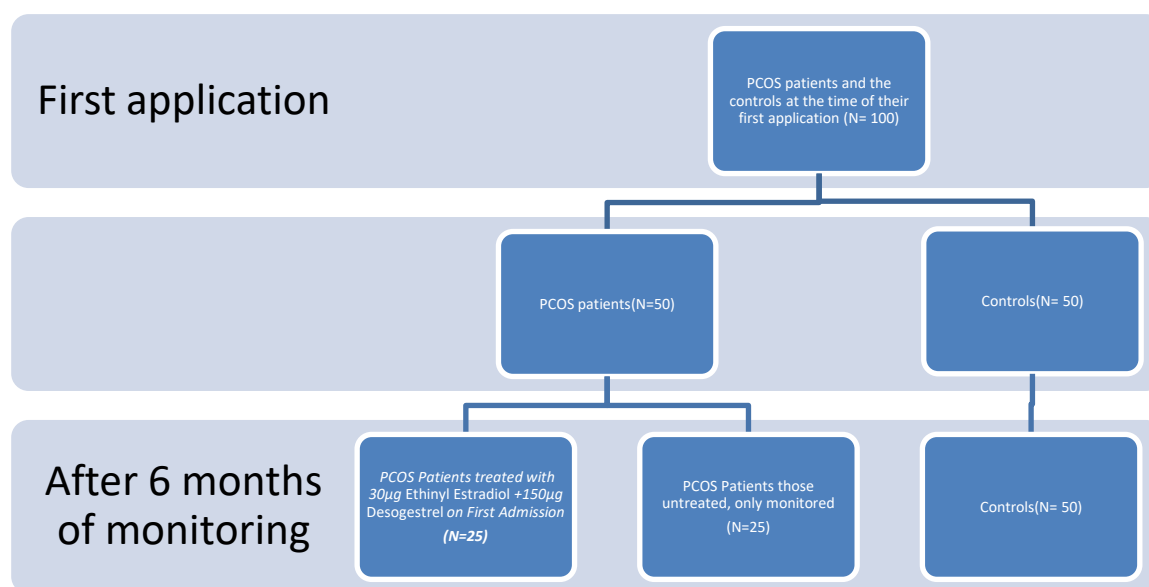 First application
PCOS patients and the
controls at the time of their
first application (N= 100)
PCOS patients(N=50)
Controls(N= 50)
After 6 months
of monitoring
PCOS Patients treated with
30µg Ethinyl Estradiol +150µg
Desogestrel on First Admission
(N=25)
PCOS Patients those
untreated, only monitored
(N=25)
Controls(N= 50)